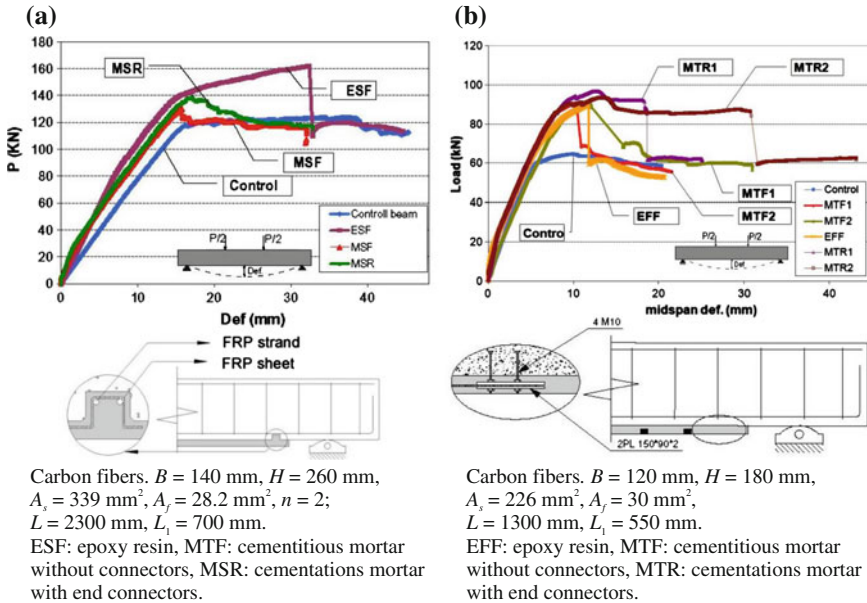 (a)
180
160
140
120
100
80
60
40
20
0
P (KN)
MSR
ESF
MSF
Control
Controll beam
ESF
MSF
MSR
P/2
P/2
Def.
0
10
20
30
40
Def (mm)
FRP strand
FRP sheet
Carbon fibers. B = 140 mm, H = 260 mm,
Aₛ = 339 mm², A_f = 28.2 mm², n = 2;
L = 2300 mm, L₁ = 700 mm.
ESF: epoxy resin, MTF: cementitious mortar
without connectors, MSR: cementations mortar
with end connectors.
(b)
120
100
80
60
40
20
0
Load (kN)
MTR1
MTR2
MTF1
EFF
MTF2
Contro
Control
MTF1
MTF2
EFF
MTR1
MTR2
P/2
P/2
Def.
0
10
20
30
40
midspan def. (mm)
4 M10
2PL 150*90*2
Carbon fibers. B = 120 mm, H = 180 mm,
Aₛ = 226 mm², A_f = 30 mm²,
L = 1300 mm, L₁ = 550 mm.
EFF: epoxy resin, MTF: cementitious mortar
without connectors, MTR: cementations mortar
with end connectors.